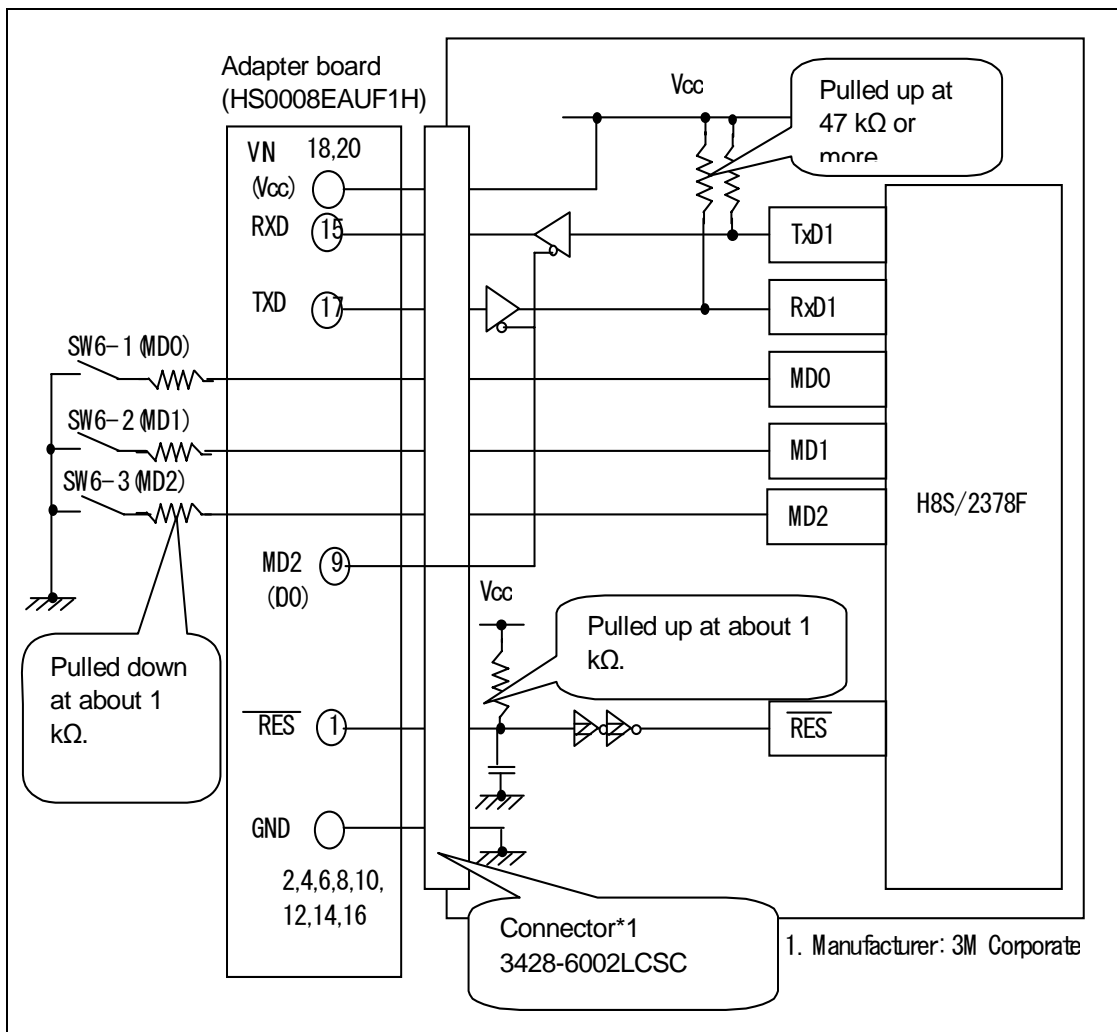 Adapter board
(HS0008EAUF1H)
Vcc
Pulled up at
47 kΩ or
more
VN 18,20
(Vcc)
RXD 15
TxD1
TXD 17
RxD1
SW6-1 (MD0)
MD0
SW6-2 (MD1)
MD1
SW6-3 (MD2)
MD2
H8S/2378F
MD2 9
(IO0)
Vcc
Pulled up at about 1
kΩ.
Pulled down
at about 1
kΩ.
RES 1
RES
GND
2,4,6,8,10,
12,14,16
Connector*1
3428-6002LCSC
1. Manufacturer: 3M Corporate